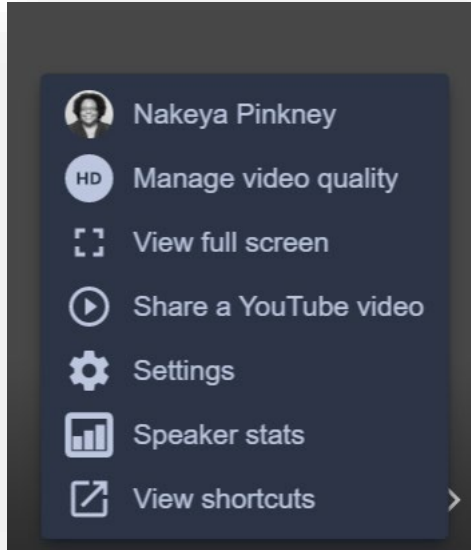 Nakeya Pinkney
HD Manage video quality
View full screen
Share a YouTube video
Settings
Speaker stats
View shortcuts